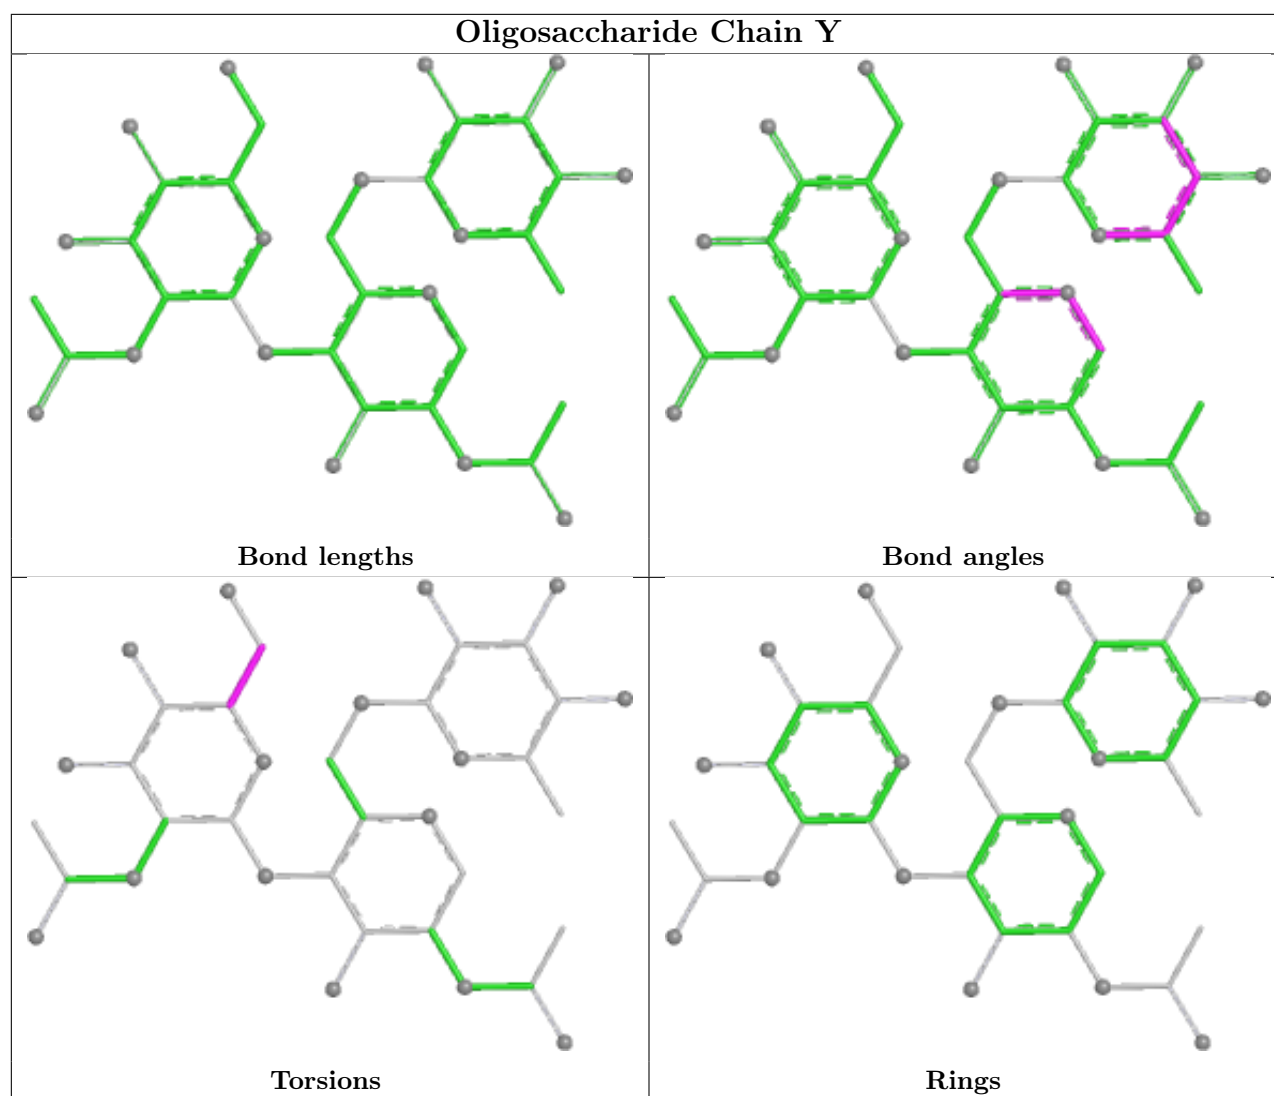 Oligosaccharide Chain Y
Bond lengths
Bond angles
Torsions
Rings